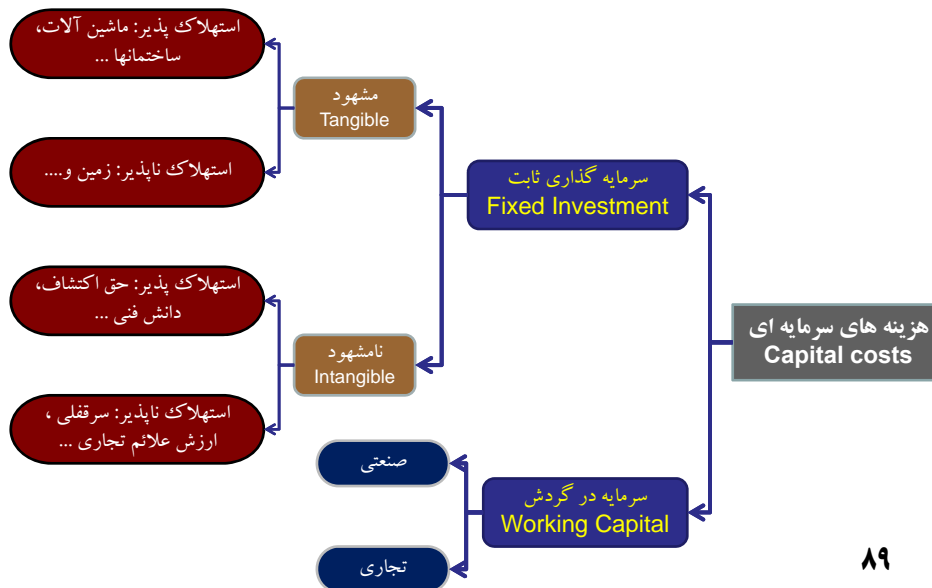 هزینه های سرمایه ای
Capital costs
سرمایه گذاری ثابت
Fixed Investment
مشهود
Tangible
استهلاک پذیر: ماشین آلات،
ساختمانها ...
استهلاک ناپذیر: زمین و....
نامشهود
Intangible
استهلاک پذیر: حق اکتشاف،
دانش فنی ...
استهلاک ناپذیر: سرقفلی ،
ارزش علائم تجاری ...
سرمایه در گردش
Working Capital
صنعتی
تجاری
۸۹